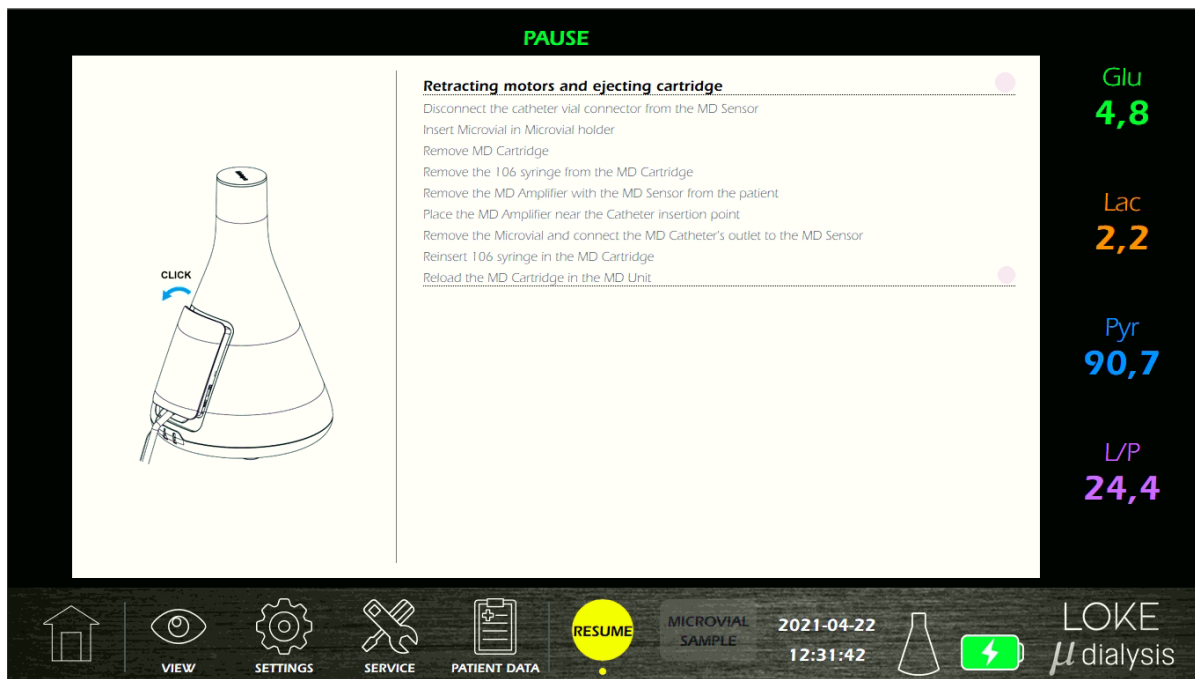 PAUSE
Retracting motors and ejecting cartridge
Disconnect the catheter vial connector from the MD Sensor
Insert Microvial in Microvial holder
Remove MD Cartridge
Remove the 106 syringe from the MD Cartridge
Remove the MD Amplifier with the MD Sensor from the patient
Place the MD Amplifier near the Catheter insertion point
Remove the Microvial and connect the MD Catheter's outlet to the MD Sensor
Reinsert 106 syringe in the MD Cartridge
Reload the MD Cartridge in the MD Unit
CLICK
Glu
4,8
Lac
2,2
Pyr
90,7
L/P
24,4
VIEW
SETTINGS
SERVICE
PATIENT DATA
RESUME
MICROVIAL
SAMPLE
2021-04-22
12:31:42
LOKE
μ dialysis